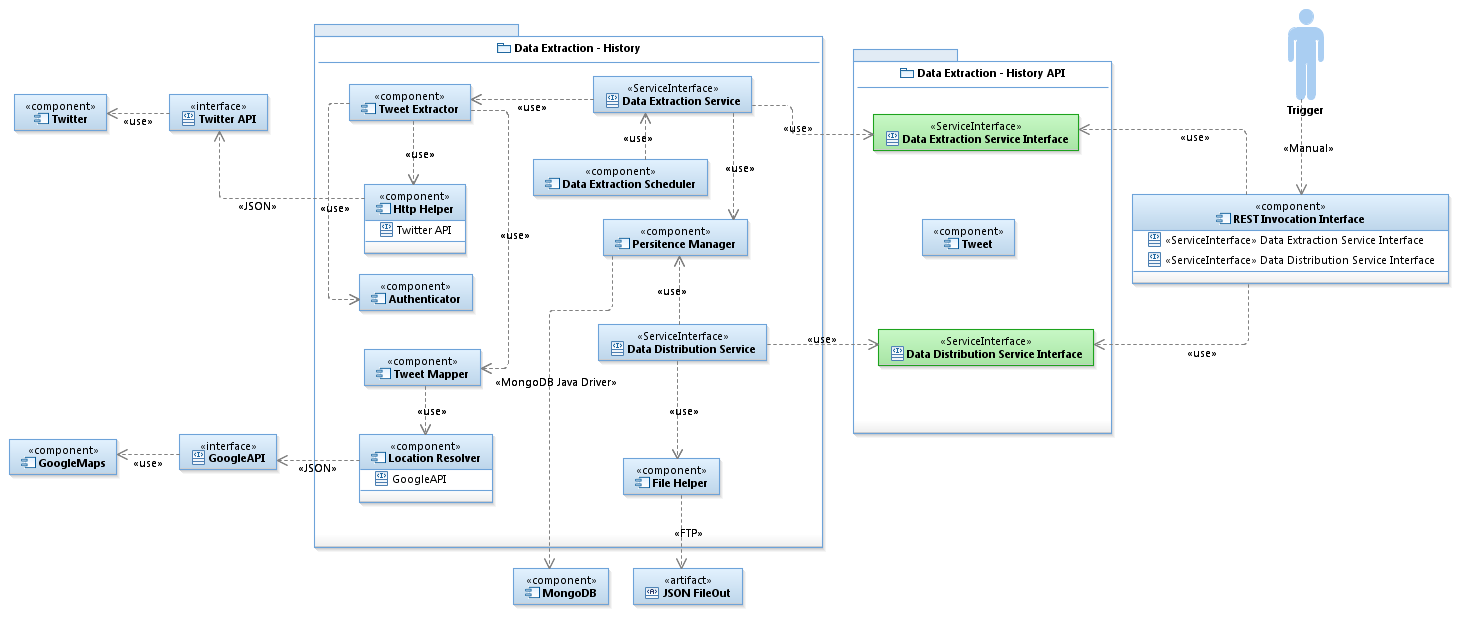 Data Extraction - History
Data Extraction - History API
Trigger
«Manual»
«component»
Twitter
«use»
«interface»
Twitter API
«JSON»
«component»
Tweet Extractor
«use»
«ServiceInterface»
Data Extraction Service
«use»
«use»
«use»
«use»
«component»
Data Extraction Scheduler
«use»
«component»
Http Helper
Twitter API
«use»
«use»
«component»
Persitence Manager
«use»
«component»
Authenticator
«ServiceInterface»
Data Distribution Service
«use»
«use»
«component»
Tweet Mapper
«MongoDB Java Driver»
«use»
«component»
Location Resolver
GoogleAPI
«JSON»
«interface»
GoogleAPI
«use»
«component»
GoogleMaps
«component»
File Helper
«FTP»
«component»
MongoDB
«artifact»
JSON FileOut
«ServiceInterface»
Data Extraction Service Interface
«use»
«component»
Tweet
«ServiceInterface»
Data Distribution Service Interface
«use»
«component»
REST Invocation Interface
«ServiceInterface» Data Extraction Service Interface
«ServiceInterface» Data Distribution Service Interface